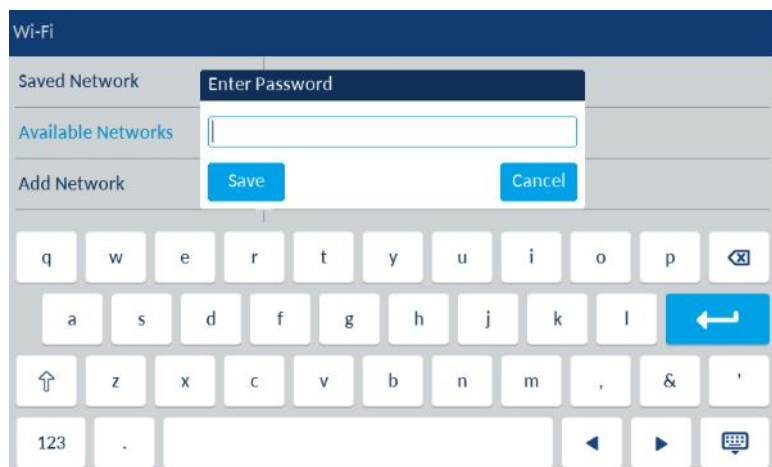 Wi-Fi
Saved Network
Enter Password
Available Networks
Add Network
Save Cancel
q w e r t y u i o p
a s d f g h j k l
z x c v b n m , & '
123 .